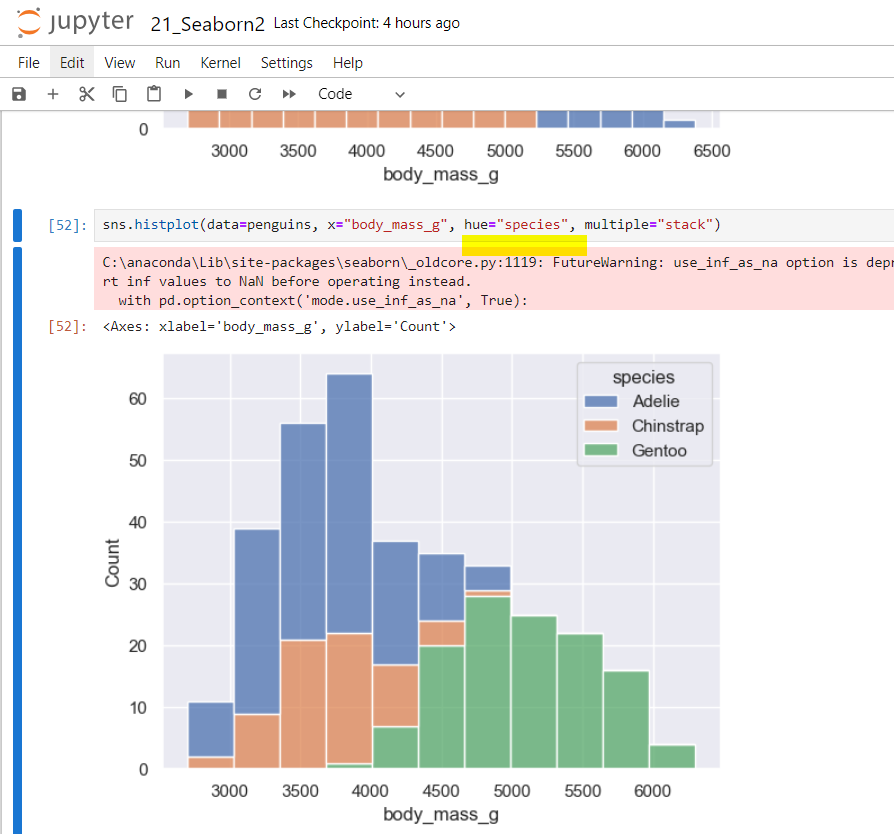 jupyter 21_Seaborn2 Last Checkpoint: 4 hours ago
File Edit View Run Kernel Settings Help
Code
0
3000 3500 4000 4500 5000 5500 6000 6500
body_mass_g
[52]: sns.histplot(data=penguins, x="body_mass_g", hue="species", multiple="stack")
C:\anaconda\Lib\site-packages\seaborn\_oldcore.py:1119: FutureWarning: use_inf_as_na option is depr
rt inf values to NaN before operating instead.
with pd.option_context('mode.use_inf_as_na', True):
[52]: <Axes: xlabel='body_mass_g', ylabel='Count'>
species
Adelie
Chinstrap
Gentoo
60
50
40
30
20
10
0
Count
3000 3500 4000 4500 5000 5500 6000
body_mass_g